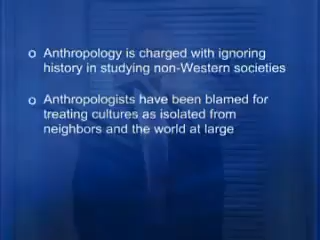 o Anthropology is charged with ignoring
history in studying non-Western societies
o Anthropologists have been blamed for
treating cultures as isolated from
neighbors and the world at large